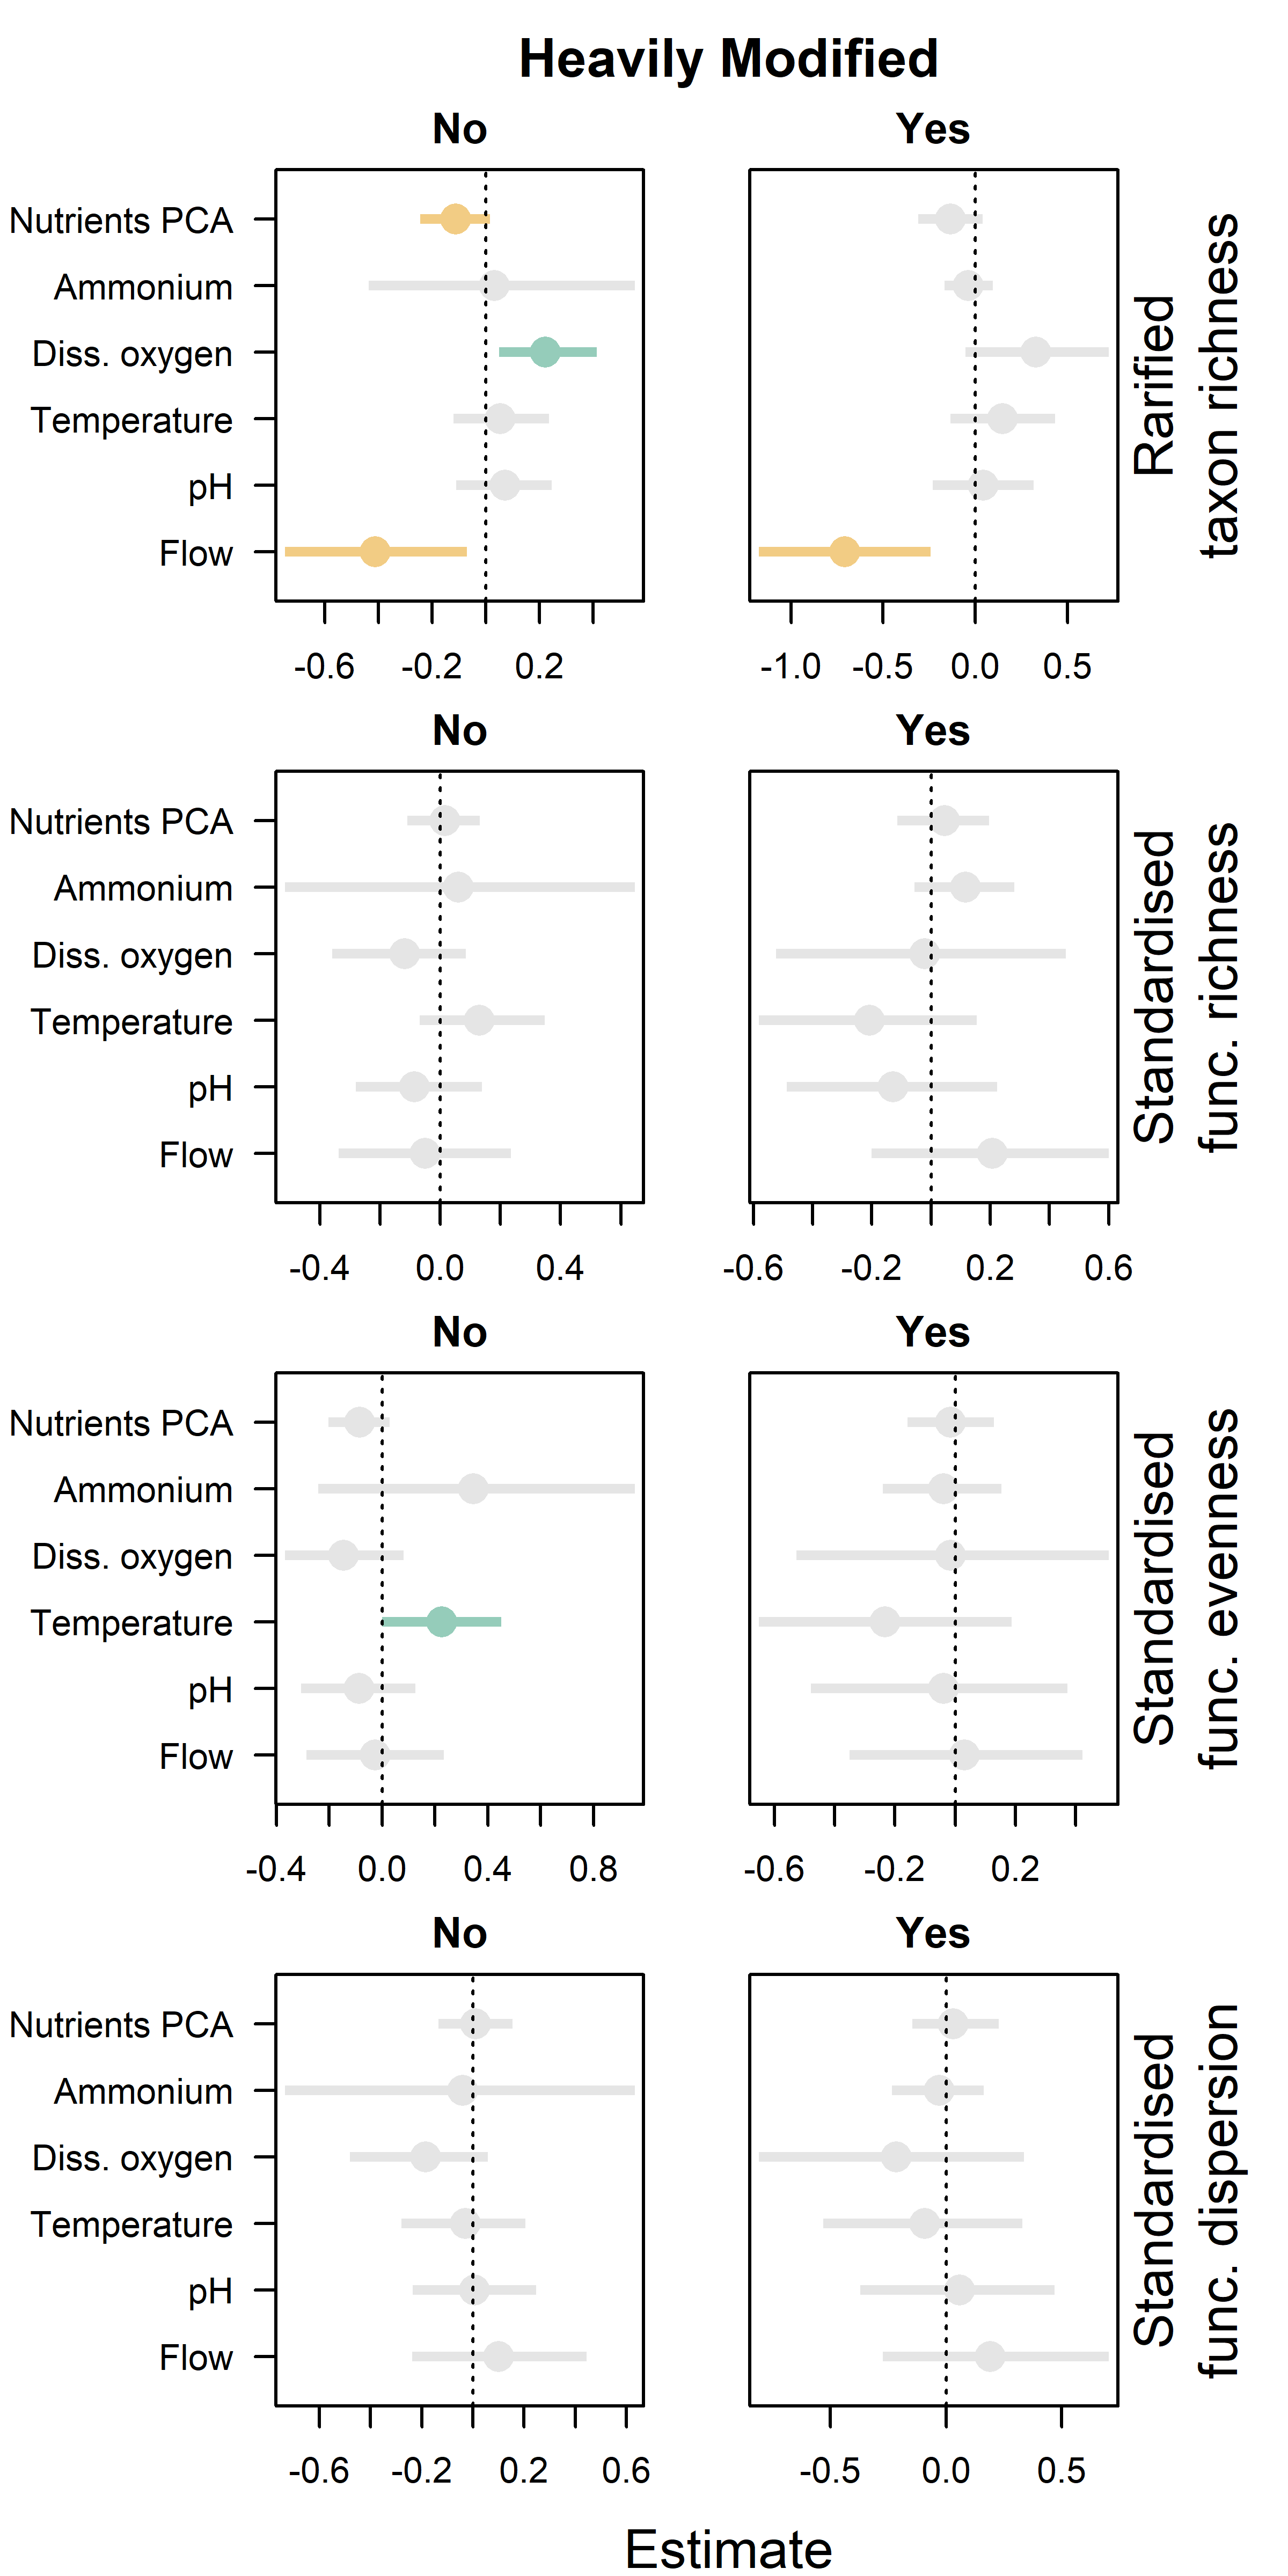 Heavily Modified
No
Yes
Nutrients PCA
Ammonium
Diss. oxygen
Temperature
pH
Flow
-0.6 -0.2 0.2
-1.0 -0.5 0.0 0.5
Rarified
taxon richness
No
Yes
Nutrients PCA
Ammonium
Diss. oxygen
Temperature
pH
Flow
-0.4 0.0 0.4
-0.6 -0.2 0.2 0.6
Standardised
func. richness
No
Yes
Nutrients PCA
Ammonium
Diss. oxygen
Temperature
pH
Flow
-0.4 0.0 0.4 0.8
-0.6 -0.2 0.2
Standardised
func. evenness
No
Yes
Nutrients PCA
Ammonium
Diss. oxygen
Temperature
pH
Flow
-0.6 -0.2 0.2 0.6
-0.5 0.0 0.5
Standardised
func. dispersion
Estimate